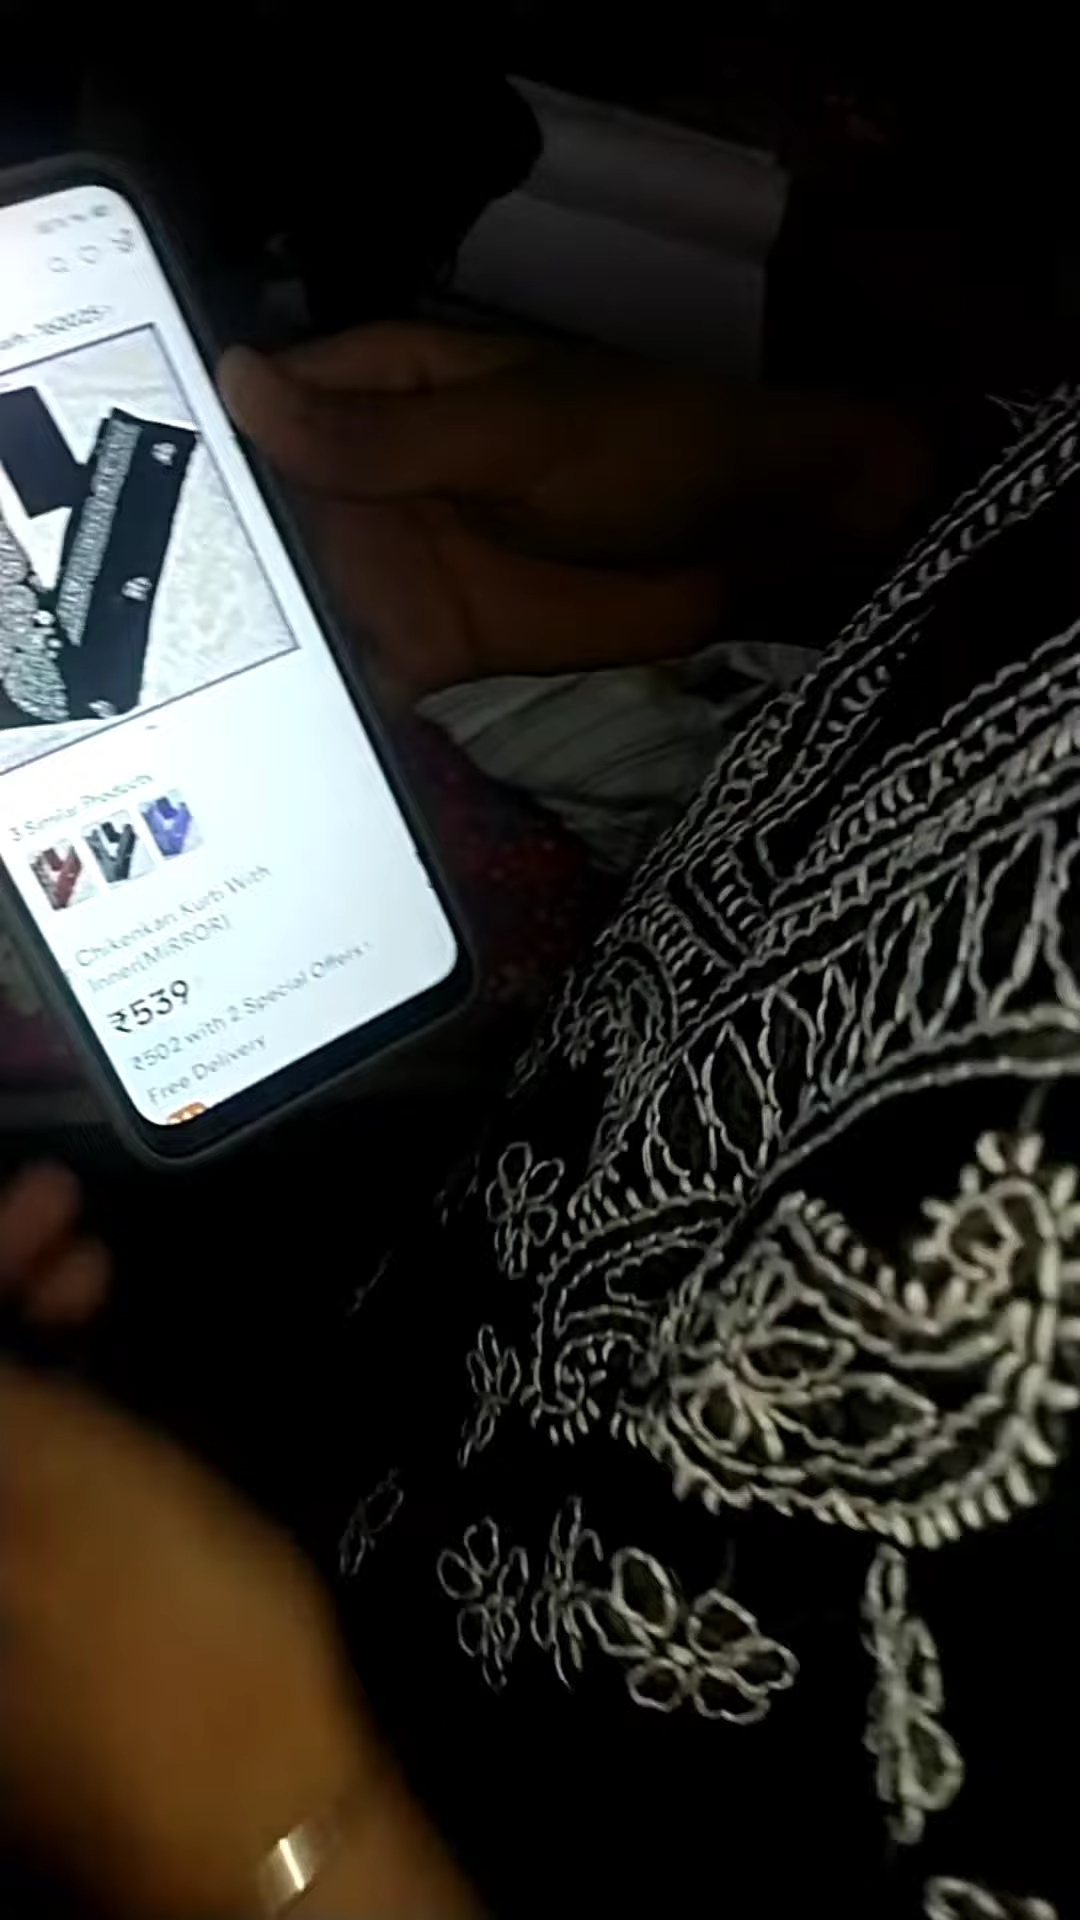 3 Similar Products
Chikenkari Kurti With
Inner(MIRROR)
₹539
₹502 with 2 Special Offers ›
Free Delivery